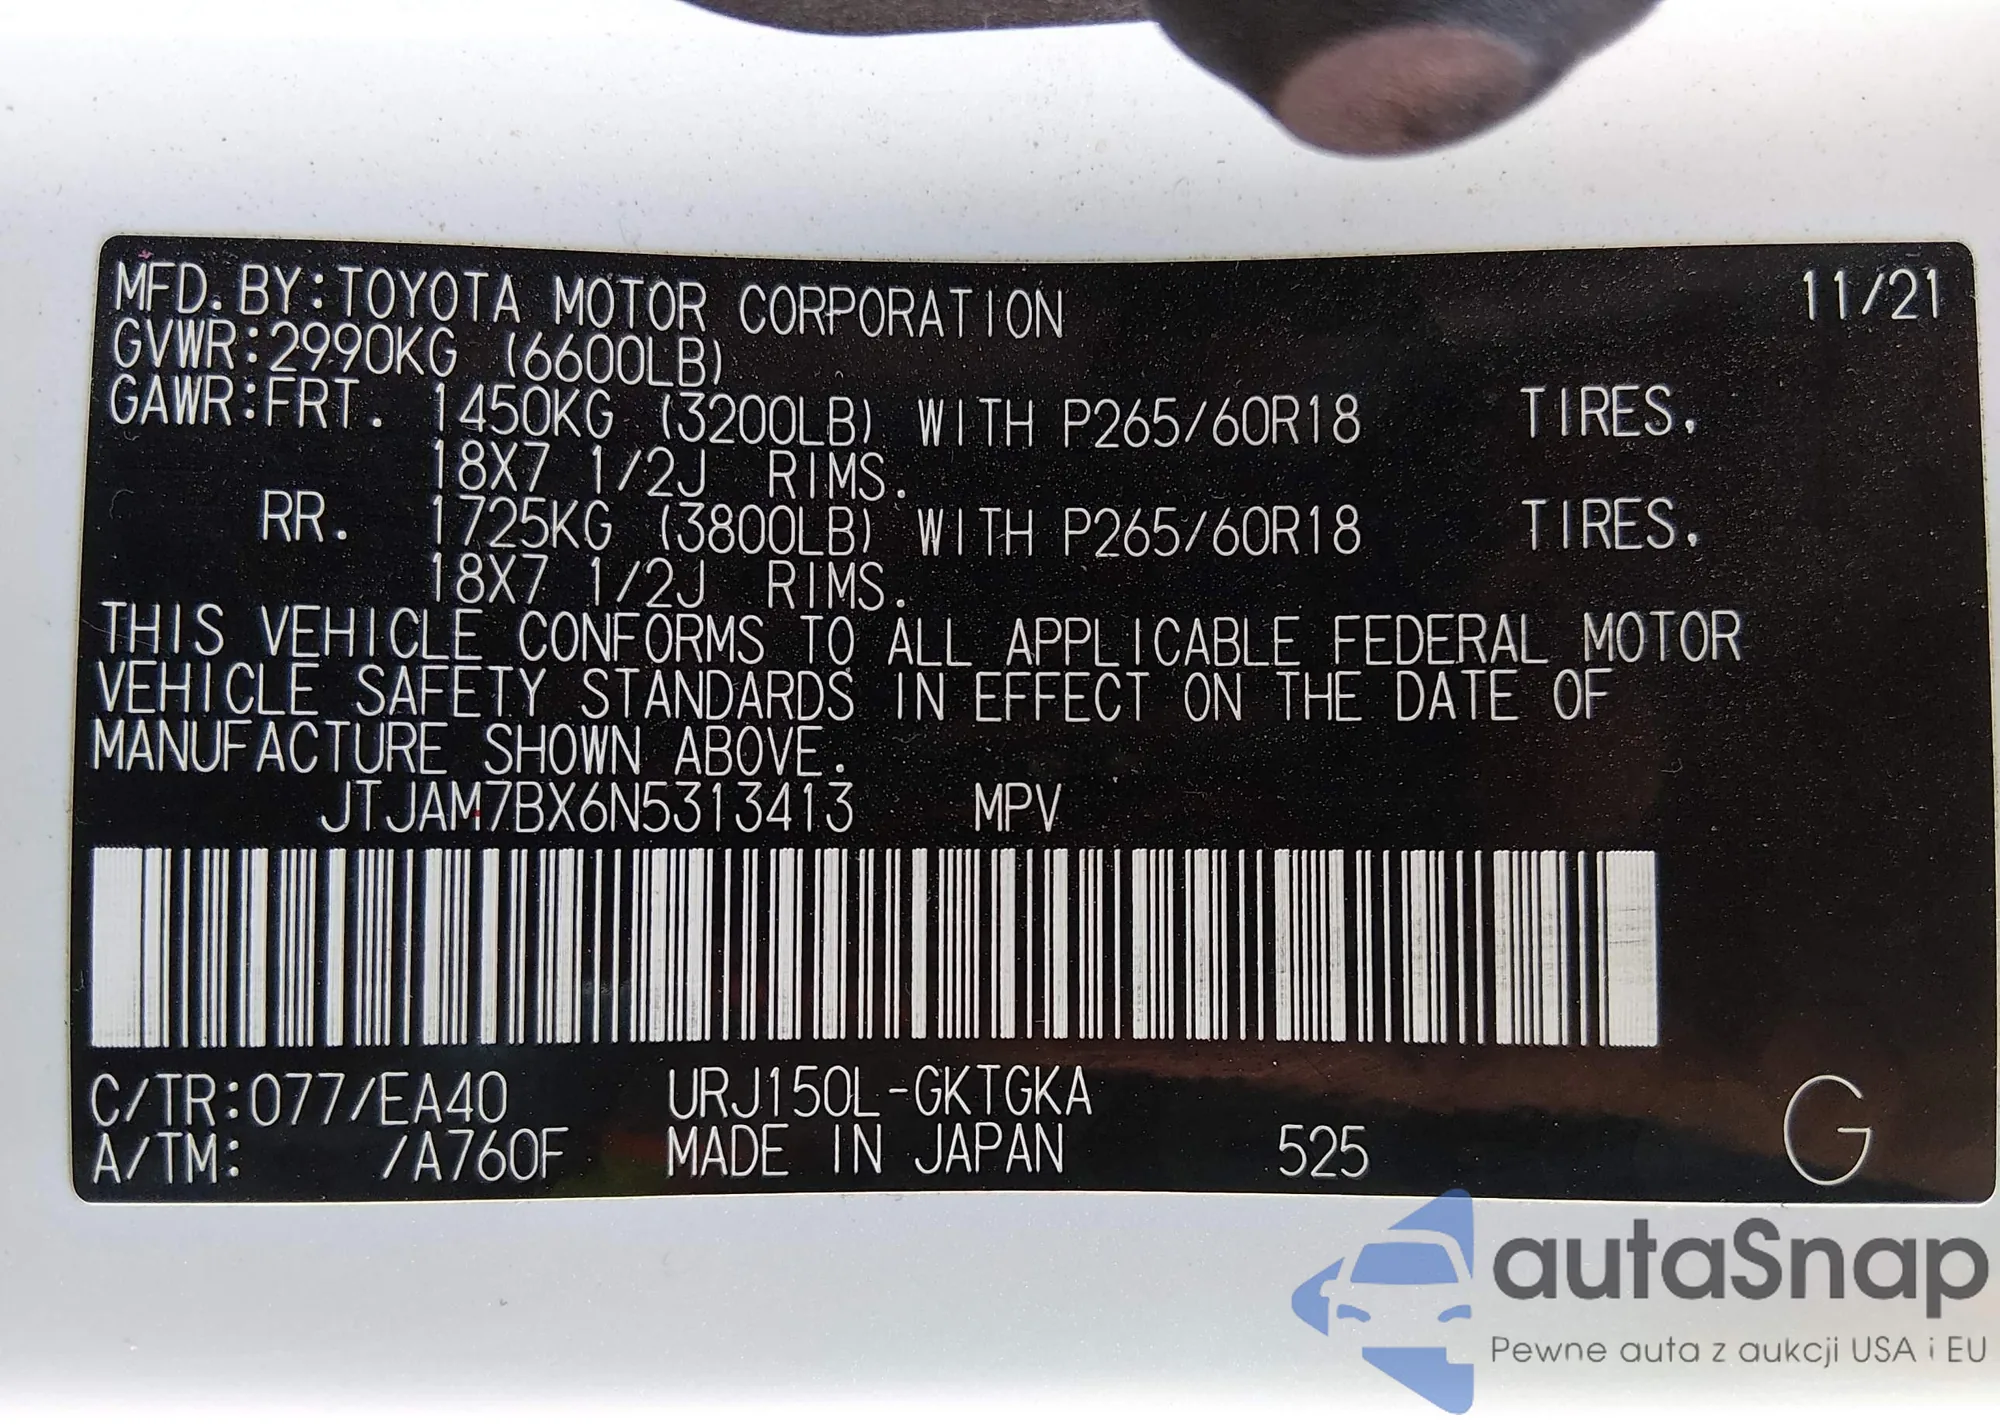 MFD.BY:TOYOTA MOTOR CORPORATION 11/21
GVWR:2990KG (6600LB)
GAWR:FRT. 1450KG (3200LB) WITH P265/60R18 TIRES.
18X7 1/2J RIMS.
RR. 1725KG (3800LB) WITH P265/60R18 TIRES.
18X7 1/2J RIMS.
THIS VEHICLE CONFORMS TO ALL APPLICABLE FEDERAL MOTOR
VEHICLE SAFETY STANDARDS IN EFFECT ON THE DATE OF
MANUFACTURE SHOWN ABOVE.
JTJAM7BX6N5313413 MPV
C/TR:077/EA40 URJ150L-GKTGKA
A/TM: /A760F MADE IN JAPAN 525 G
autaSnap
Pewne auta z aukcji USA i EU